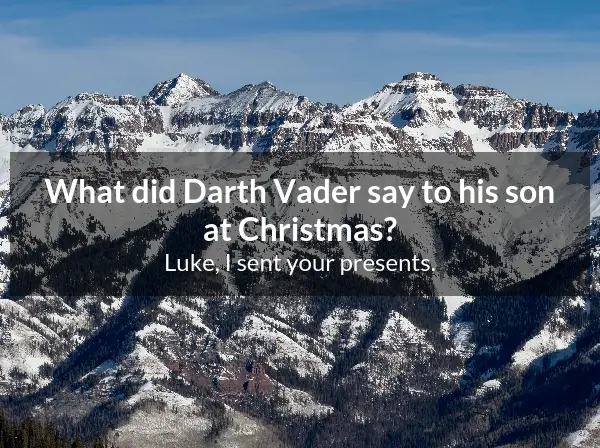 What did Darth Vader say to his son
at Christmas?
Luke, I sent your presents.